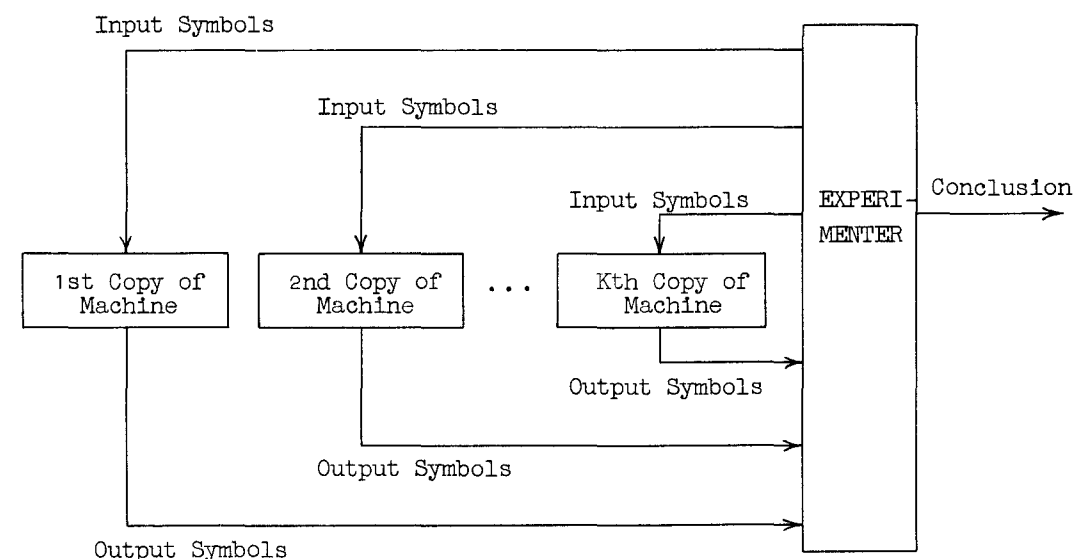 Input Symbols
Input Symbols
Input Symbols
EXPERI-
MENTER
Conclusion
1st Copy of
Machine
2nd Copy of
Machine
...
Kth Copy of
Machine
Output Symbols
Output Symbols
Output Symbols